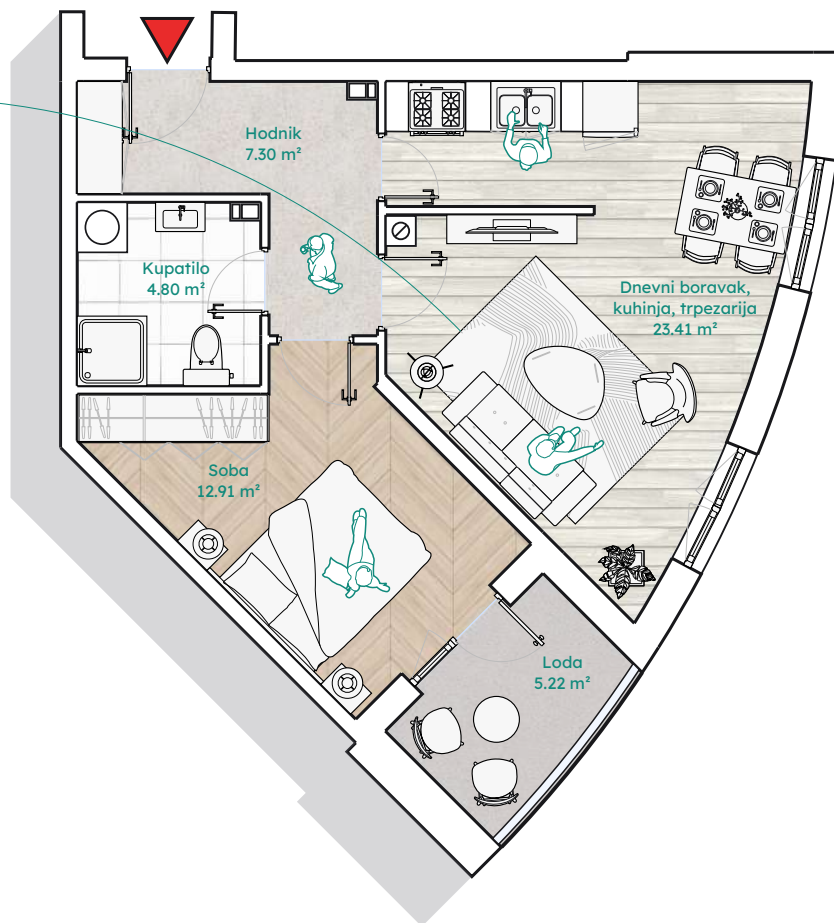 Hodnik
7.30 m²
Kupatilo
4.80 m²
Dnevni boravak,
kuhinja, trpezarija
23.41 m²
Soba
12.91 m²
Lođa
5.22 m²